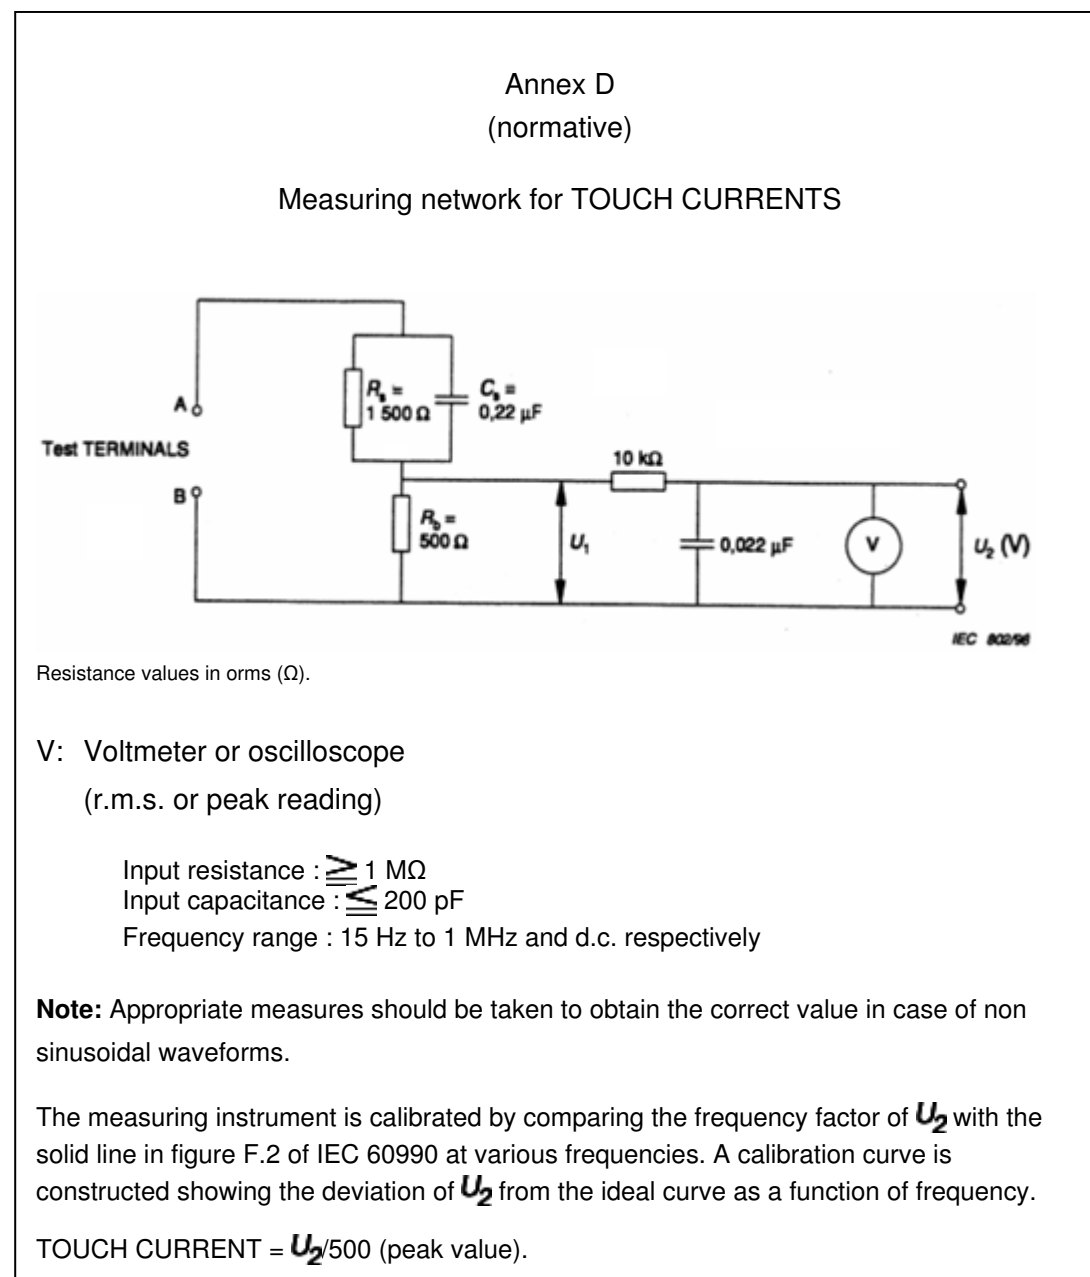 Annex D
(normative)
Measuring network for TOUCH CURRENTS
A
Test TERMINALS
B
Rs =
1 500 Ω
Cs =
0,22 μF
Rb =
500 Ω
U1
10 kΩ
0,022 μF
V
U2 (V)
IEC 802/98
Resistance values in orms (Ω).
V: Voltmeter or oscilloscope
(r.m.s. or peak reading)
Input resistance : ≧ 1 MΩ
Input capacitance : ≦ 200 pF
Frequency range : 15 Hz to 1 MHz and d.c. respectively
Note: Appropriate measures should be taken to obtain the correct value in case of non
sinusoidal waveforms.
The measuring instrument is calibrated by comparing the frequency factor of U2 with the
solid line in figure F.2 of IEC 60990 at various frequencies. A calibration curve is
constructed showing the deviation of U2 from the ideal curve as a function of frequency.
TOUCH CURRENT = U2/500 (peak value).